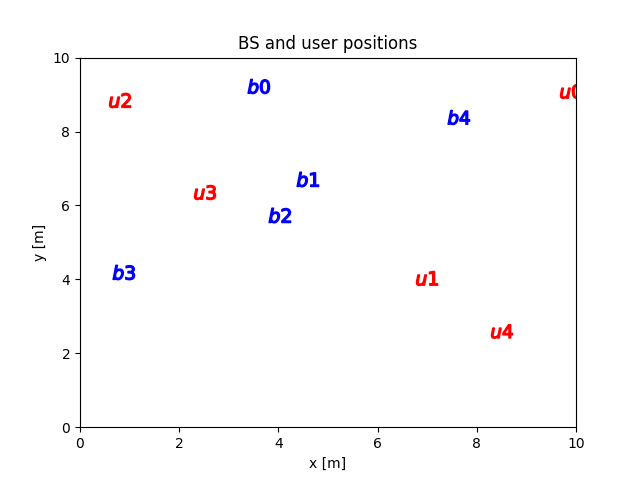 BS and user positions
10
b0
u0
u2
b4
8
b1
u3
6
b2
y [m]
b3
u1
4
u4
2
0
0 2 4 6 8 10
x [m]